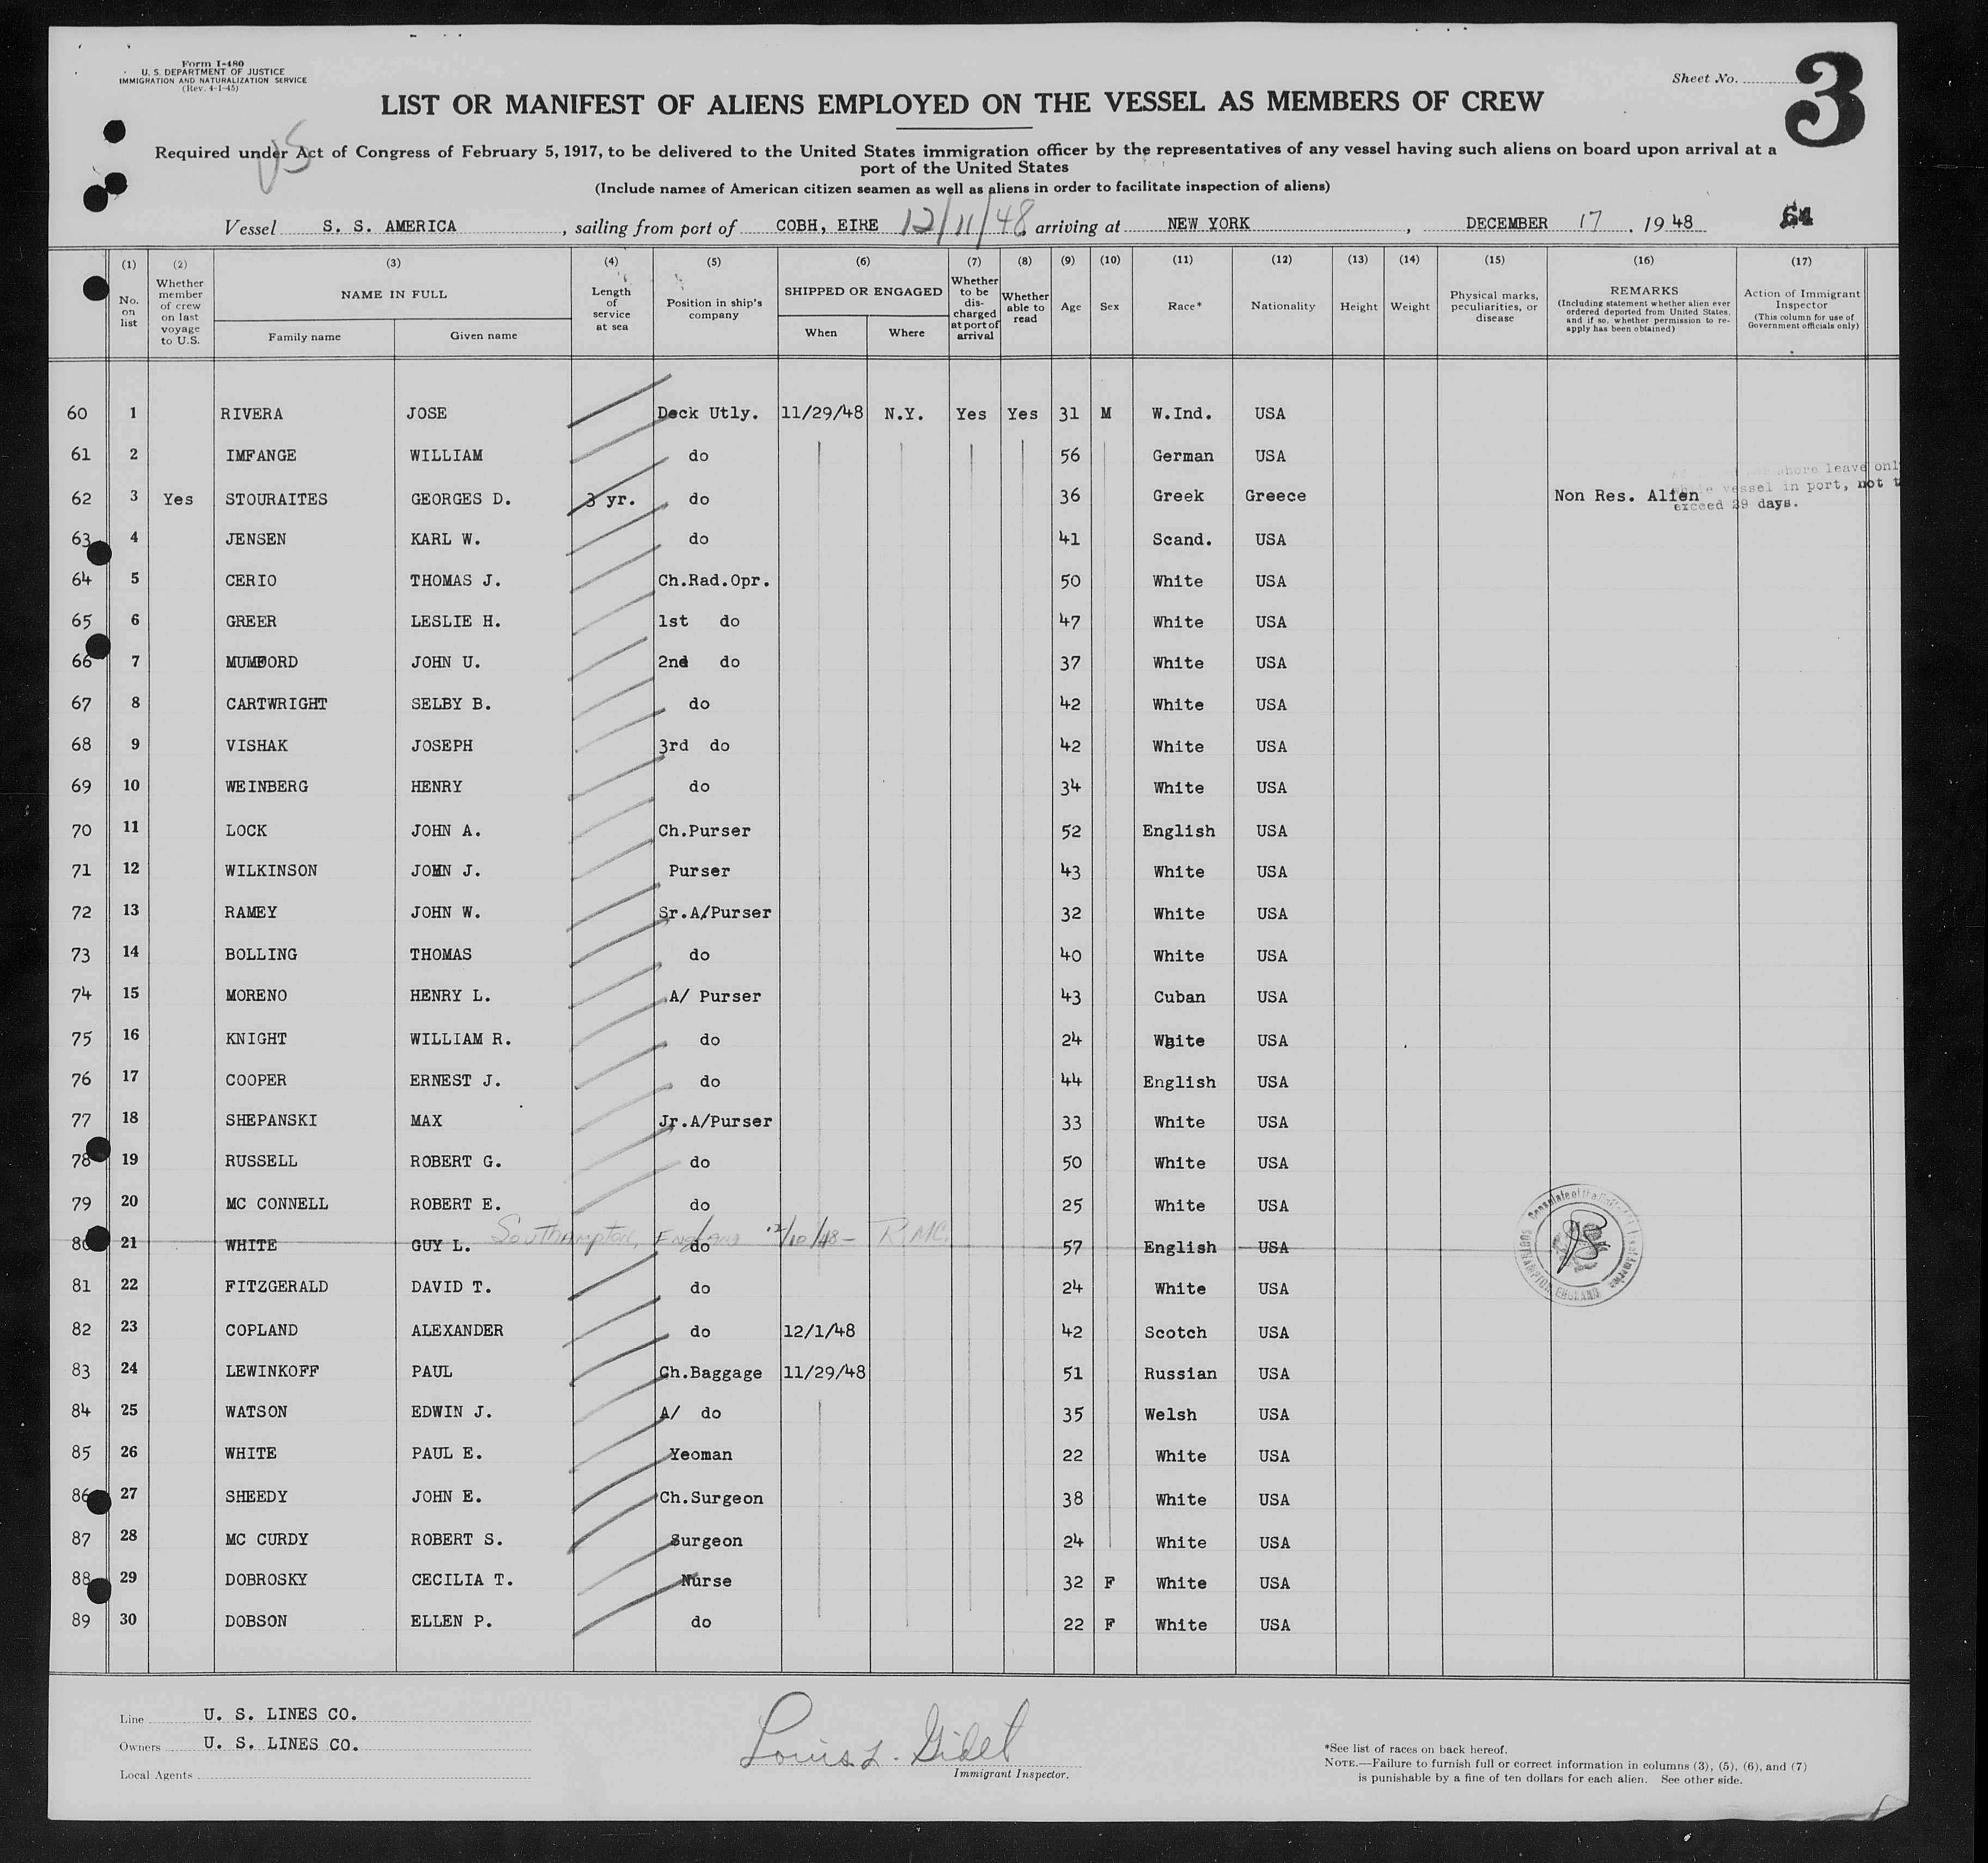 Form I-480
U. S. DEPARTMENT OF JUSTICE
IMMIGRATION AND NATURALIZATION SERVICE
(Rev. 4-1-45)
Sheet No. 3
LIST OR MANIFEST OF ALIENS EMPLOYED ON THE VESSEL AS MEMBERS OF CREW
US
Required under Act of Congress of February 5, 1917, to be delivered to the United States immigration officer by the representatives of any vessel having such aliens on board upon arrival at a
port of the United States
(Include names of American citizen seamen as well as aliens in order to facilitate inspection of aliens)
Vessel S. S. AMERICA, sailing from port of COBH, EIRE 12/11/48, arriving at NEW YORK, DECEMBER 17, 1948
(1) No. on list
(2) Whether member of crew on last voyage to U.S.
(3) NAME IN FULL
Family name Given name
(4) Length of service at sea
(5) Position in ship's company
(6) SHIPPED OR ENGAGED
When Where
(7) Whether to be discharged at port of arrival
(8) Whether able to read
(9) Age
(10) Sex
(11) Race*
(12) Nationality
(13) Height
(14) Weight
(15) Physical marks, peculiarities, or disease
(16) REMARKS (Including statement whether alien ever ordered deported from United States, and if so, whether permission to reapply has been obtained)
(17) Action of Immigrant Inspector (This column for use of Government officials only)
60 1 RIVERA JOSE Deck Utly. 11/29/48 N.Y. Yes Yes 31 M W.Ind. USA
61 2 IMFANGE WILLIAM do 56 German USA
shore leave onl
62 3 Yes STOURAITES GEORGES D. 3 yr. do 36 Greek Greece Non Res. Alien
vessel in port, not t
exceed 29 days.
63 4 JENSEN KARL W. do 41 Scand. USA
64 5 CERIO THOMAS J. Ch.Rad.Opr. 50 White USA
65 6 GREER LESLIE H. 1st do 47 White USA
66 7 MUMFORD JOHN U. 2nd do 37 White USA
67 8 CARTWRIGHT SELBY B. do 42 White USA
68 9 VISHAK JOSEPH 3rd do 42 White USA
69 10 WEINBERG HENRY do 34 White USA
70 11 LOCK JOHN A. Ch.Purser 52 English USA
71 12 WILKINSON JOHN J. Purser 43 White USA
72 13 RAMEY JOHN W. Sr.A/Purser 32 White USA
73 14 BOLLING THOMAS do 40 White USA
74 15 MORENO HENRY L. A/ Purser 43 Cuban USA
75 16 KNIGHT WILLIAM R. do 24 White USA
76 17 COOPER ERNEST J. do 44 English USA
77 18 SHEPANSKI MAX Jr.A/Purser 33 White USA
78 19 RUSSELL ROBERT G. do 50 White USA
79 20 MC CONNELL ROBERT E. do 25 White USA
Southampton, England 12/10/48-
80 21 WHITE GUY L. do 57 English USA
SOUTHAMPTON, ENGLAND
81 22 FITZGERALD DAVID T. do 24 White USA
82 23 COPLAND ALEXANDER do 12/1/48 42 Scotch USA
83 24 LEWINKOFF PAUL Ch.Baggage 11/29/48 51 Russian USA
84 25 WATSON EDWIN J. A/ do 35 Welsh USA
85 26 WHITE PAUL E. Yeoman 22 White USA
86 27 SHEEDY JOHN E. Ch.Surgeon 38 White USA
87 28 MC CURDY ROBERT S. Surgeon 24 White USA
88 29 DOBROSKY CECILIA T. Nurse 32 F White USA
89 30 DOBSON ELLEN P. do 22 F White USA
Line U. S. LINES CO.
Owners U. S. LINES CO.
Local Agents
Louis L. Gidet
Immigrant Inspector.
*See list of races on back hereof.
NOTE.—Failure to furnish full or correct information in columns (3), (5), (6), and (7)
is punishable by a fine of ten dollars for each alien. See other side.